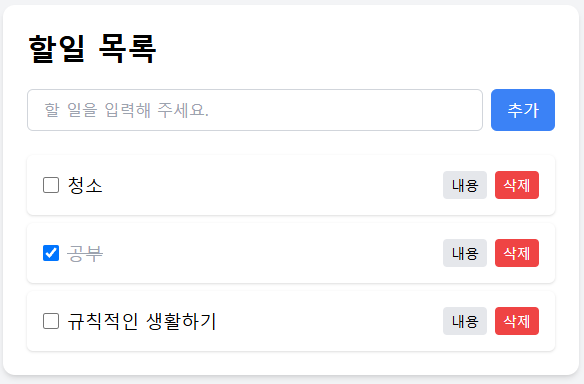 할일 목록
할 일을 입력해 주세요. 추가
청소 내용 삭제
공부 내용 삭제
규칙적인 생활하기 내용 삭제